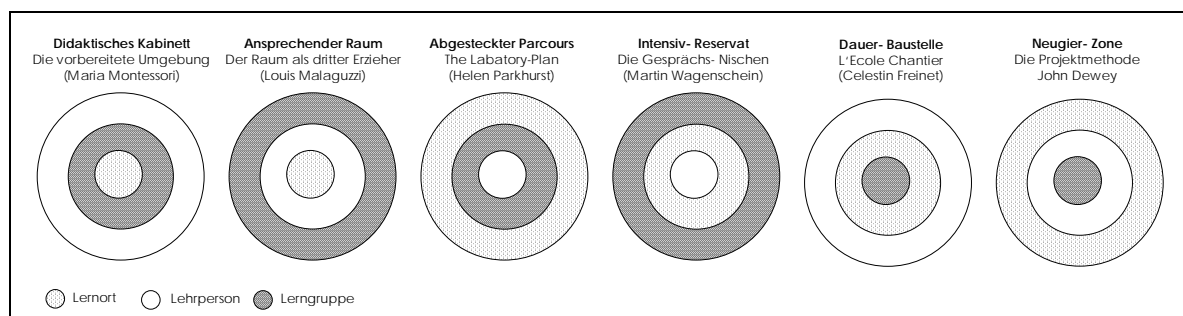 Didaktisches Kabinett
Die vorbereitete Umgebung
(Maria Montessori)
Ansprechender Raum
Der Raum als dritter Erzieher
(Louis Malaguzzi)
Abgesteckter Parcours
The Labatory-Plan
(Helen Parkhurst)
Intensiv- Reservat
Die Gesprächs- Nischen
(Martin Wagenschein)
Dauer- Baustelle
L'Ecole Chantier
(Celestin Freinet)
Neugier- Zone
Die Projektmethode
John Dewey
Lernort
Lehrperson
Lerngruppe